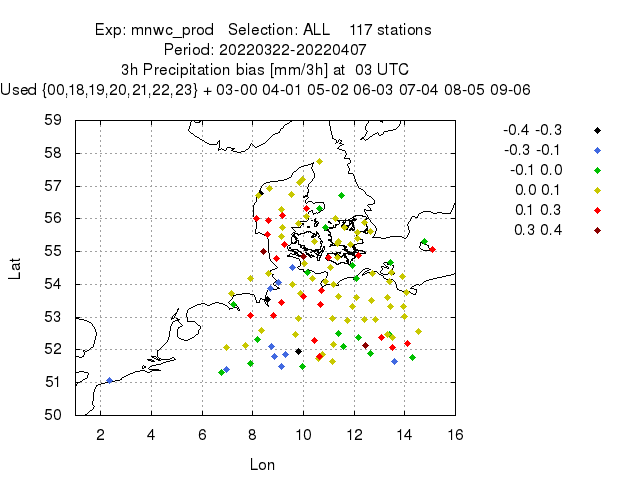 Exp: mnwc_prod Selection: ALL 117 stations
Period: 20220322-20220407
3h Precipitation bias [mm/3h] at 03 UTC
Used {00,18,19,20,21,22,23} + 03-00 04-01 05-02 06-03 07-04 08-05 09-06
59
58
57
56
55
54
53
52
51
50
Lat
2 4 6 8 10 12 14 16
Lon
-0.4 -0.3
-0.3 -0.1
-0.1 0.0
0.0 0.1
0.1 0.3
0.3 0.4